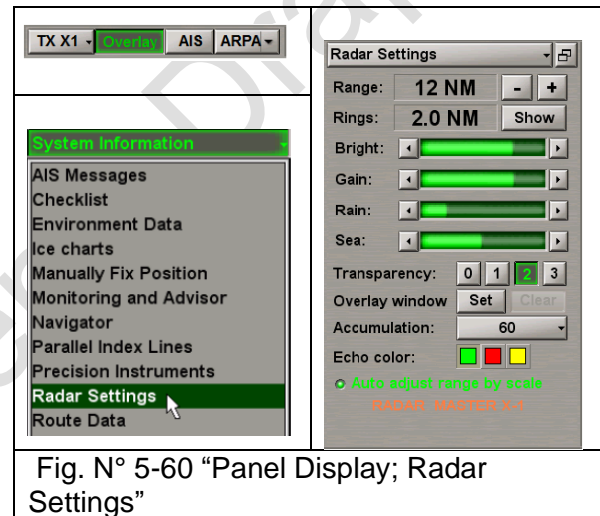 TX X1 Overlay AIS ARPA
System Information
AIS Messages
Checklist
Environment Data
Ice charts
Manually Fix Position
Monitoring and Advisor
Navigator
Parallel Index Lines
Precision Instruments
Radar Settings
Route Data
Radar Settings
Range: 12 NM - +
Rings: 2.0 NM Show
Bright:
Gain:
Rain:
Sea:
Transparency: 0 1 2 3
Overlay window Set Clear
Accumulation: 60
Echo color:
Auto adjust range by scale
RADAR MASTER X-1
Fig. N° 5-60 “Panel Display; Radar
Settings”